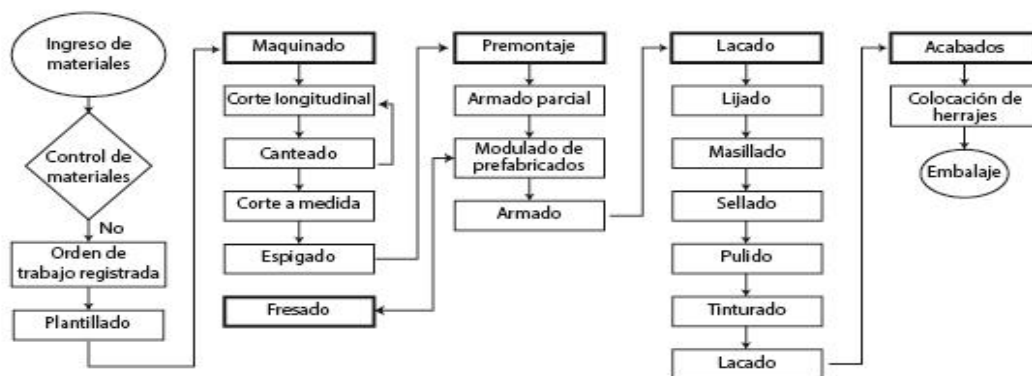 Ingreso de
materiales
Control de
materiales
No
Orden de
trabajo registrada
Plantillado
Maquinado
Corte longitudinal
Canteado
Corte a medida
Espigado
Fresado
Premontaje
Armado parcial
Modulado de
prefabricados
Armado
Lacado
Lijado
Masillado
Sellado
Pulido
Tinturado
Lacado
Acabados
Colocación de
herrajes
Embalaje